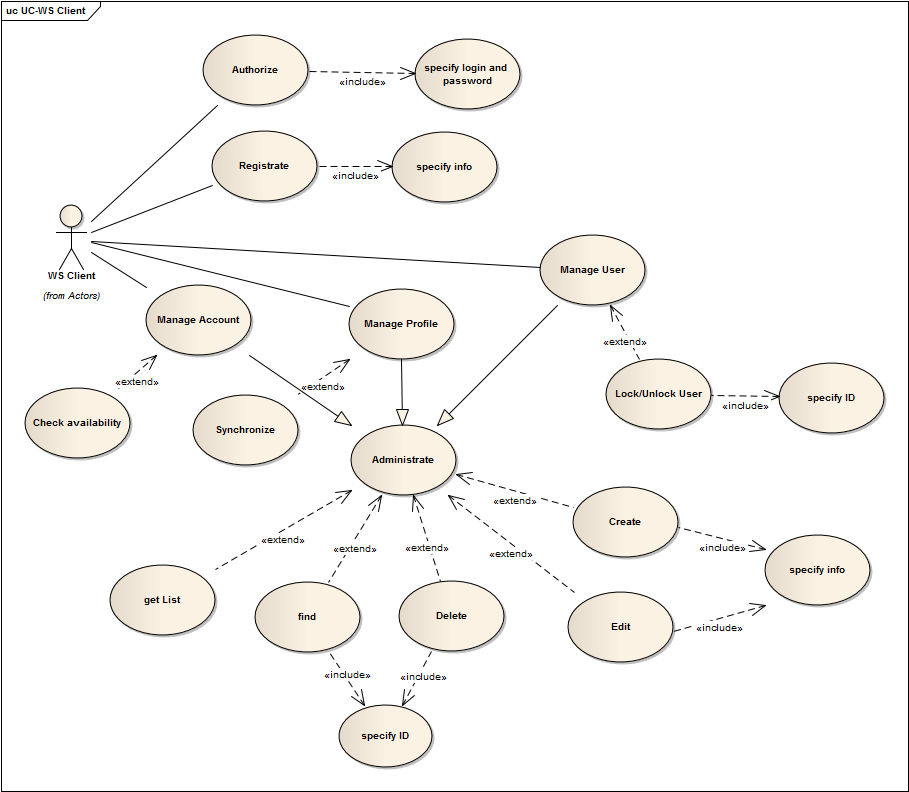 uc UC-WS Client
Authorize
«include»
specify login and
password
Registrate
«include»
specify info
WS Client
(from Actors)
Manage User
Manage Account
Manage Profile
«extend»
«extend»
«extend»
Check availability
Synchronize
Lock/Unlock User
«include»
specify ID
Administrate
«extend»
«extend»
«extend»
«extend»
«extend»
Create
«include»
specify info
get List
find
Delete
Edit
«include»
«include»
«include»
specify ID